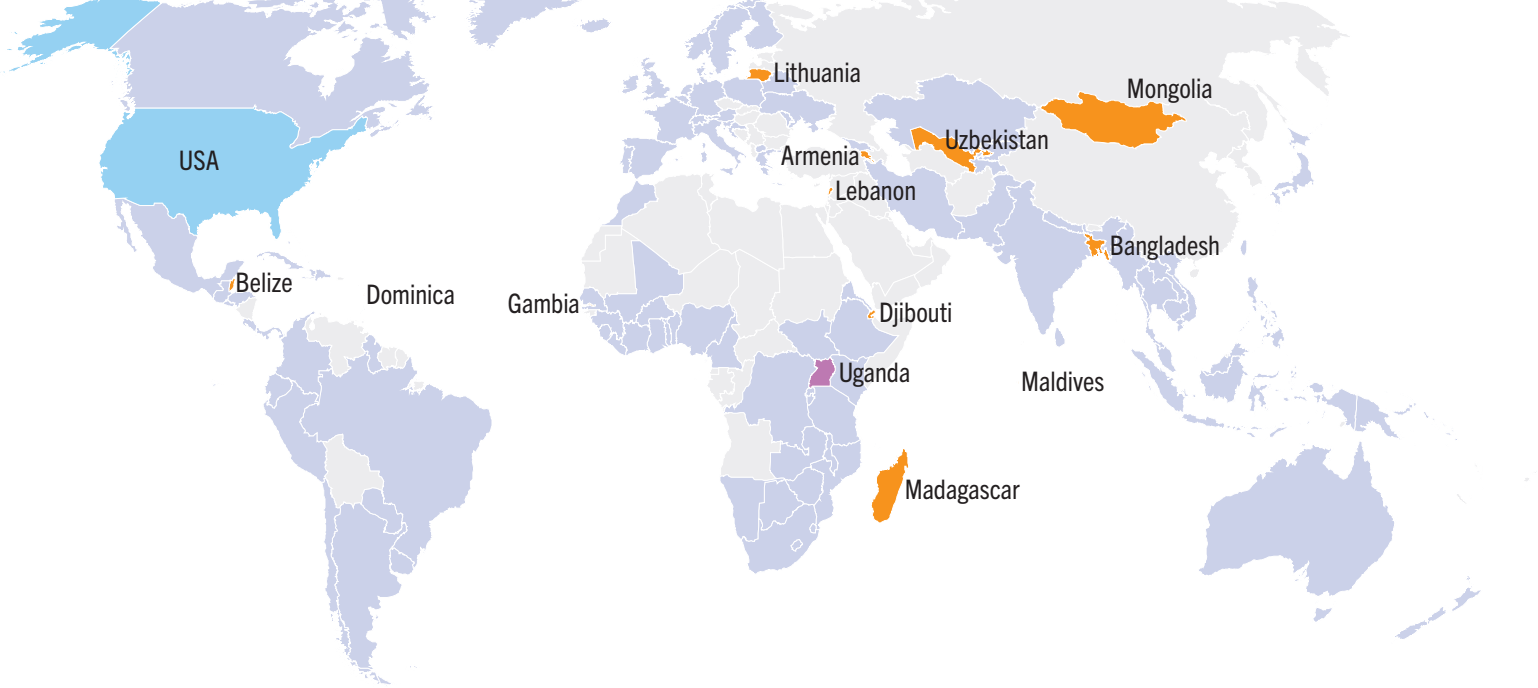 Lithuania
Mongolia
Uzbekistan
USA
Armenia
Lebanon
Bangladesh
Belize
Dominica
Gambia
Djibouti
Uganda
Maldives
Madagascar